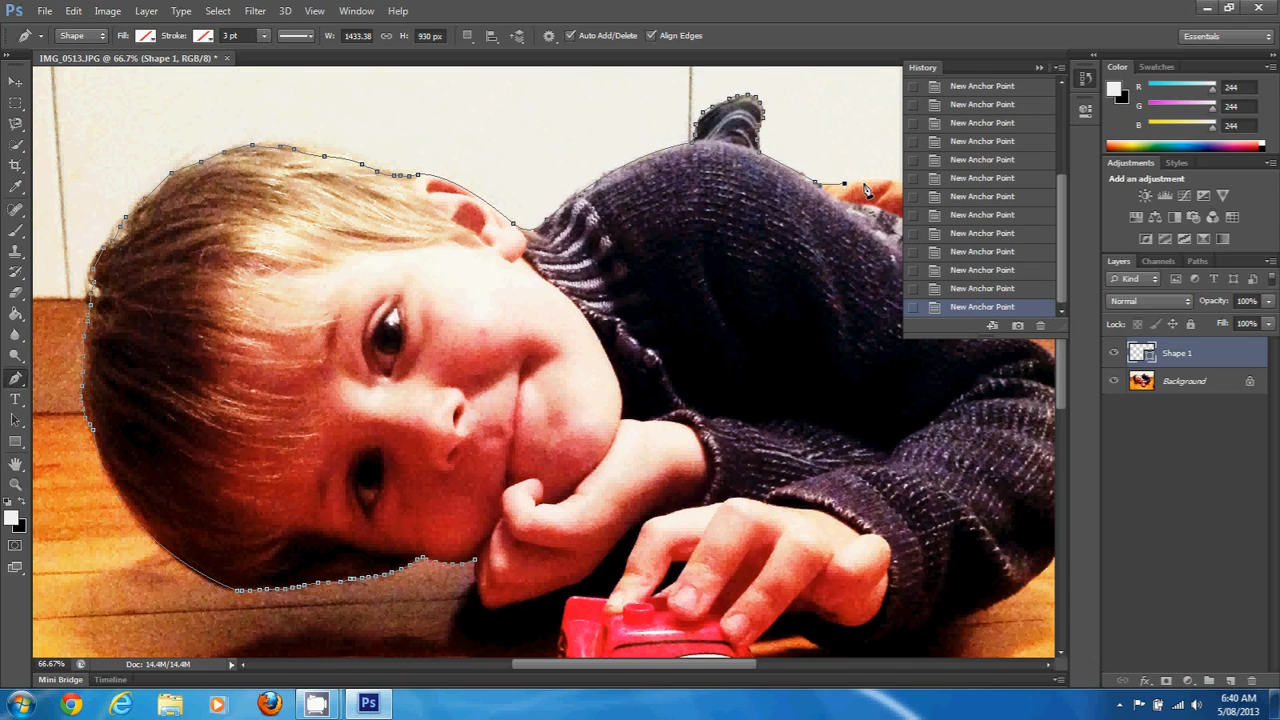 Ps File Edit Image Layer Type Select Filter 3D View Window Help
Shape Fill: Stroke: 3 pt W: 1433.38 H: 930 px Auto Add/Delete Align Edges Essentials
IMG_0513.JPG @ 66.7% (Shape 1, RGB/8) * ×
History
New Anchor Point
New Anchor Point
New Anchor Point
New Anchor Point
New Anchor Point
New Anchor Point
New Anchor Point
New Anchor Point
New Anchor Point
New Anchor Point
New Anchor Point
New Anchor Point
New Anchor Point
Color Swatches
R 244
G 244
B 244
Adjustments Styles
Add an adjustment
Layers Channels Paths
Kind
Normal Opacity: 100%
Lock: Fill: 100%
Shape 1
Background
66.67% Doc: 14.4M/14.4M
Mini Bridge Timeline
Ps
6:40 AM
5/08/2013